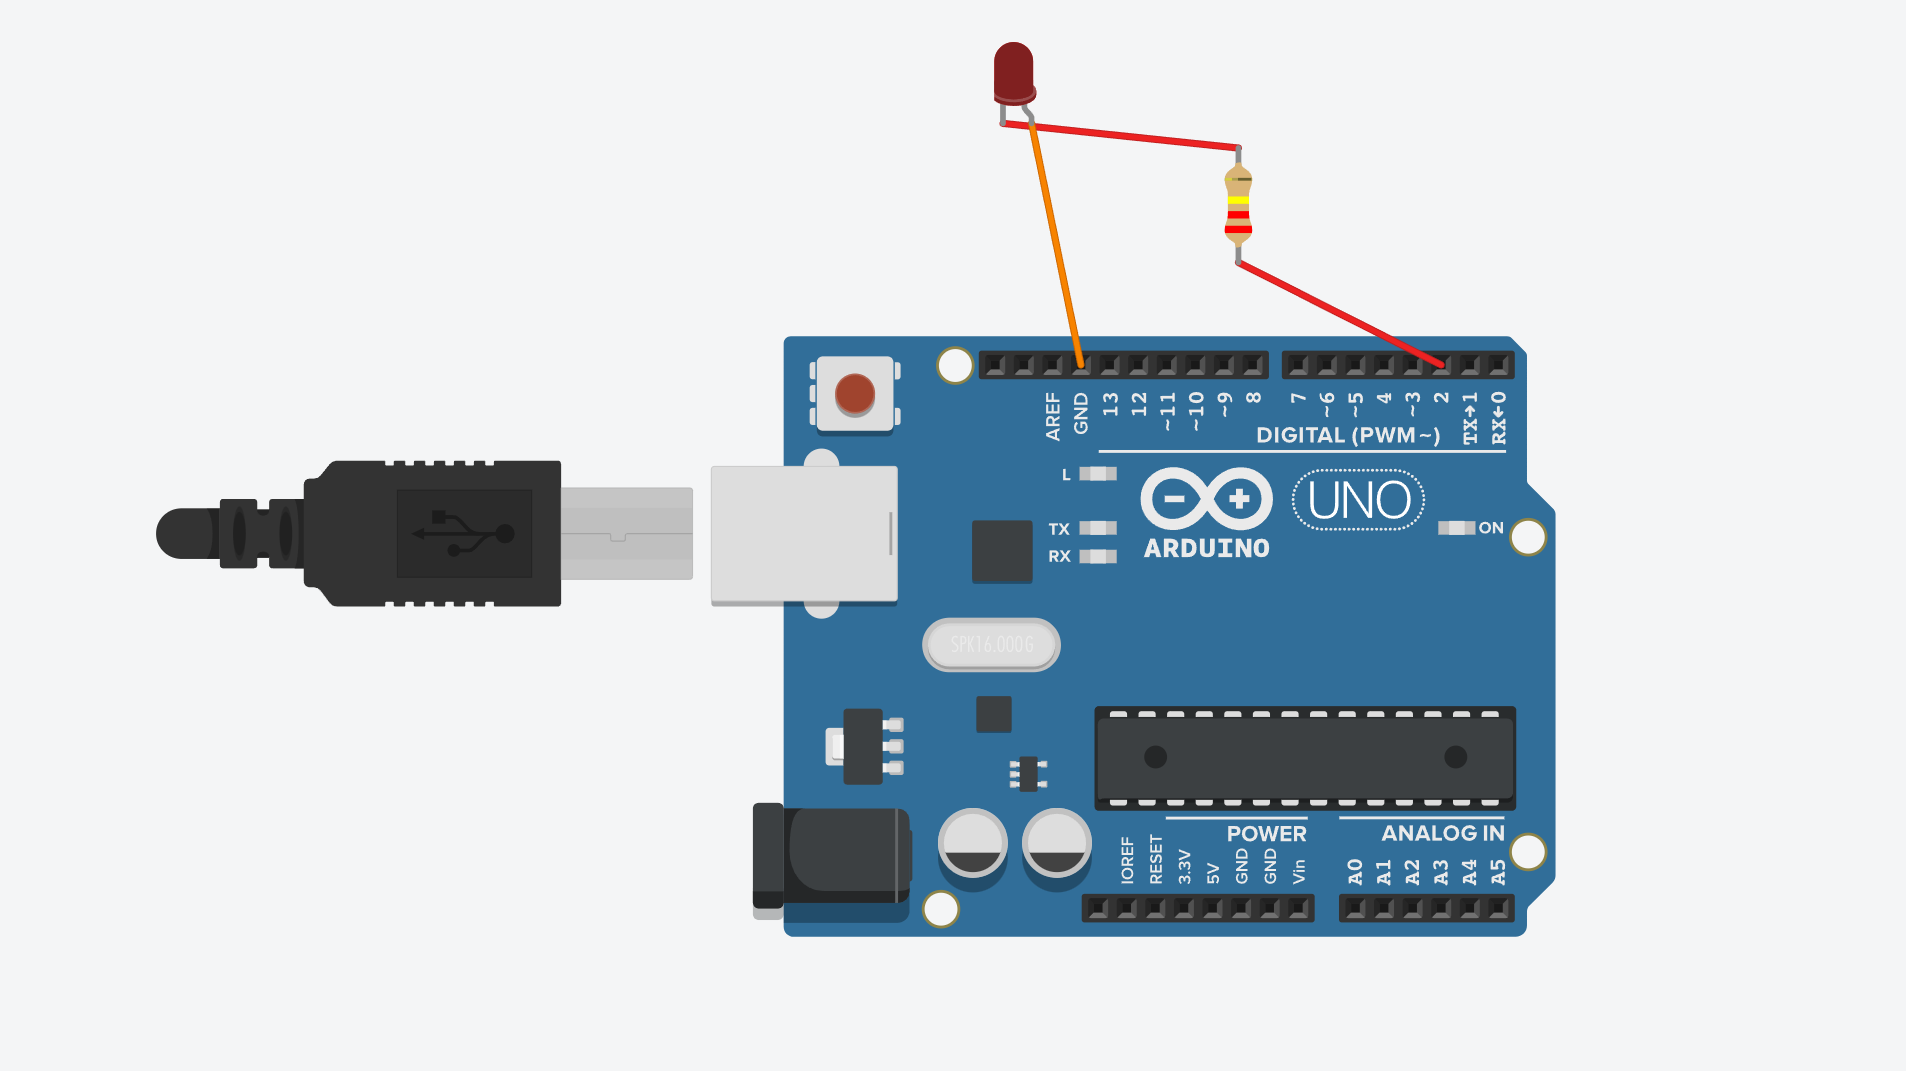 AREF
GND
13
12
~11
~10
~9
8
7
~6
~5
4
~3
2
TX→1
RX←0
DIGITAL (PWM~)
L
TX
RX
ARDUINO
UNO
ON
SPK16.000G
POWER
ANALOG IN
IOREF
RESET
3.3V
5V
GND
GND
Vin
A0
A1
A2
A3
A4
A5